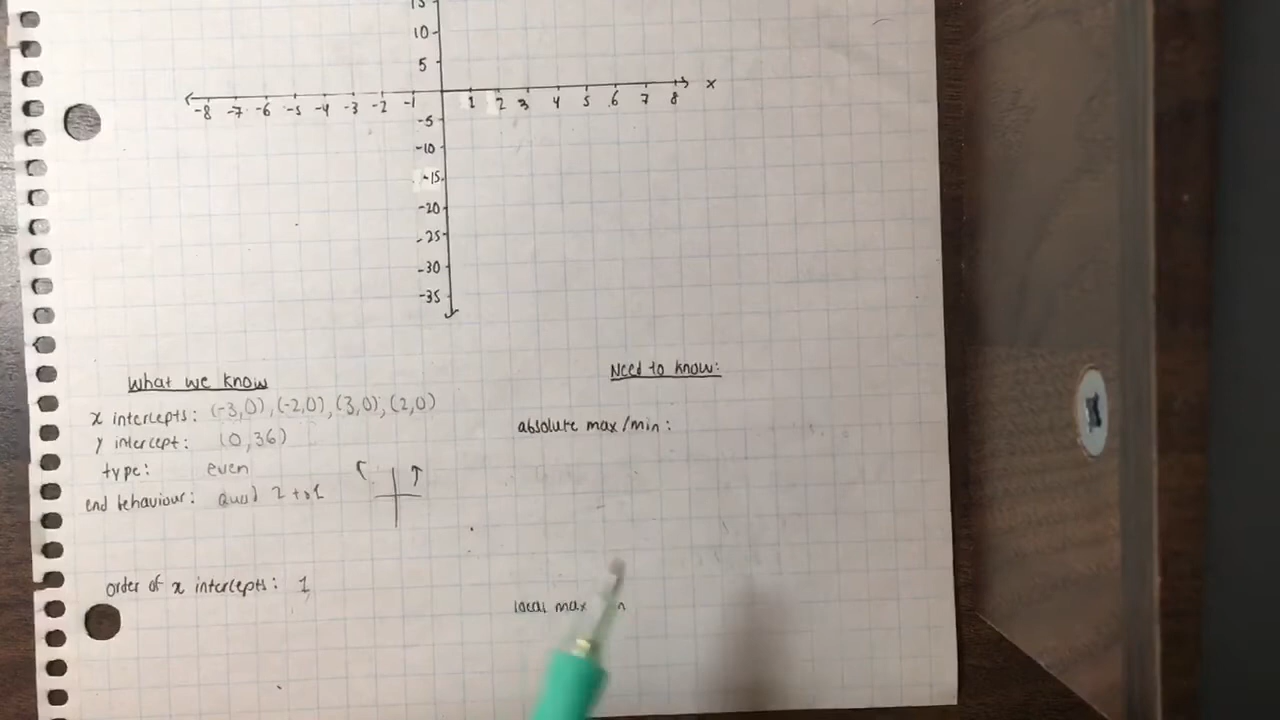 15
10
5
-8 -7 -6 -5 -4 -3 -2 -1 1 2 3 4 5 6 7 8 x
-5
-10
-15
-20
-25
-30
-35
What we know
x intercepts: (-3,0), (-2,0), (3,0), (2,0)
y intercept: (0,36)
type: even
end behaviour: quad 2 to 1
order of x intercepts: 1
Need to know:
absolute max/min:
local max